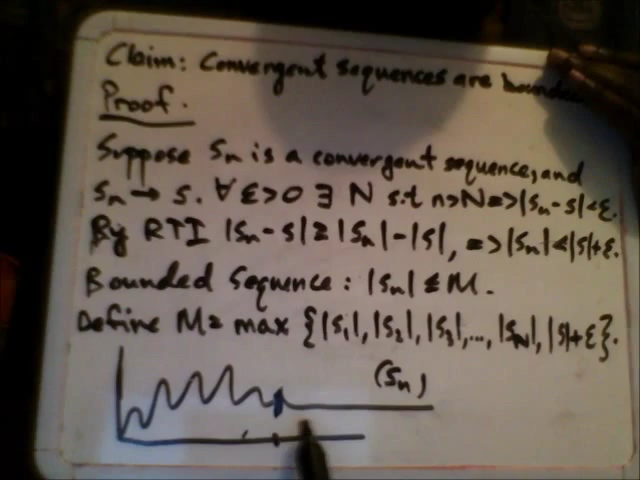 Claim: Convergent sequences are bounded
Proof.
Suppose Sn is a convergent sequence, and
Sn → S. ∀ ε>0 ∃ N s.t n>N=>|Sn-S|<ε.
By RTI |Sn-S|≥|Sn|-|S|, =>|Sn|<|S|+ε.
Bounded Sequence: |Sn| ≤ M.
Define M= max {|S1|, |S2|, |S3|,..., |SN|, |S|+ε}.
(Sn)